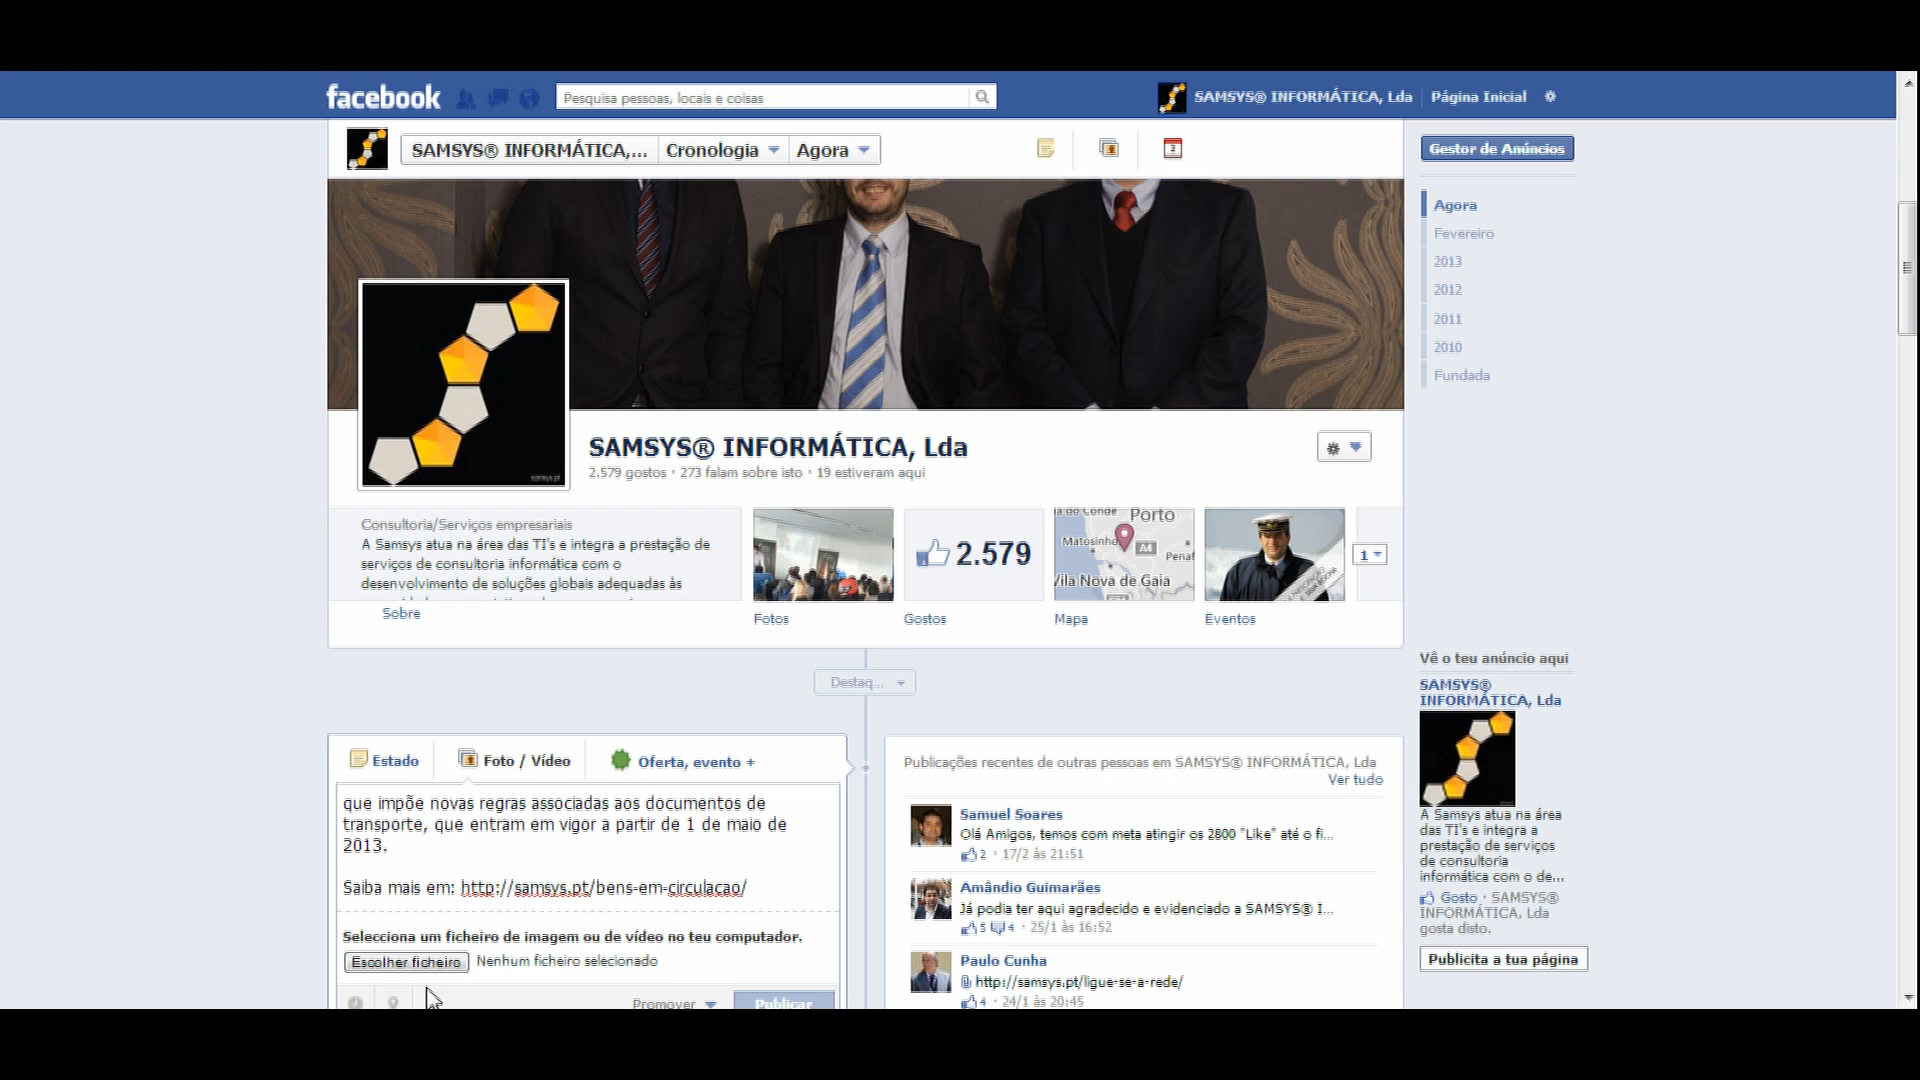 facebook
Pesquisa pessoas, locais e coisas
SAMSYS® INFORMÁTICA, Lda
Página Inicial
SAMSYS® INFORMÁTICA,...
Cronologia
Agora
2
Gestor de Anúncios
Agora
Fevereiro
2013
2012
2011
2010
Fundada
samsys.pt
SAMSYS® INFORMÁTICA, Lda
2.579 gostos · 273 falam sobre isto · 19 estiveram aqui
Consultoria/Serviços empresariais
A Samsys atua na área das TI's e integra a prestação de
serviços de consultoria informática com o
desenvolvimento de soluções globais adequadas às
Sobre
Fotos
2.579
Gostos
a do Conde
Porto
Matosinho
A4
Penaf
Vila Nova de Gaia
Mapa
Eventos
1
Destaq...
Estado
Foto / Vídeo
Oferta, evento +
que impõe novas regras associadas aos documentos de
transporte, que entram em vigor a partir de 1 de maio de
2013.
Saiba mais em: http://samsys.pt/bens-em-circulacao/
Selecciona um ficheiro de imagem ou de vídeo no teu computador.
Escolher ficheiro
Nenhum ficheiro selecionado
Promover
Publicar
Publicações recentes de outras pessoas em SAMSYS® INFORMÁTICA, Lda
Ver tudo
Samuel Soares
Olá Amigos, temos com meta atingir os 2800 "Like" até o fi...
2 · 17/2 às 21:51
Amândio Guimarães
Já podia ter aqui agradecido e evidenciado a SAMSYS® I...
5 4 · 25/1 às 16:52
Paulo Cunha
http://samsys.pt/ligue-se-a-rede/
4 · 24/1 às 20:45
Vê o teu anúncio aqui
SAMSYS®
INFORMÁTICA, Lda
A Samsys atua na área
das TI's e integra a
prestação de serviços
de consultoria
informática com o de...
Gosto · SAMSYS®
INFORMÁTICA, Lda
gosta disto.
Publicita a tua página